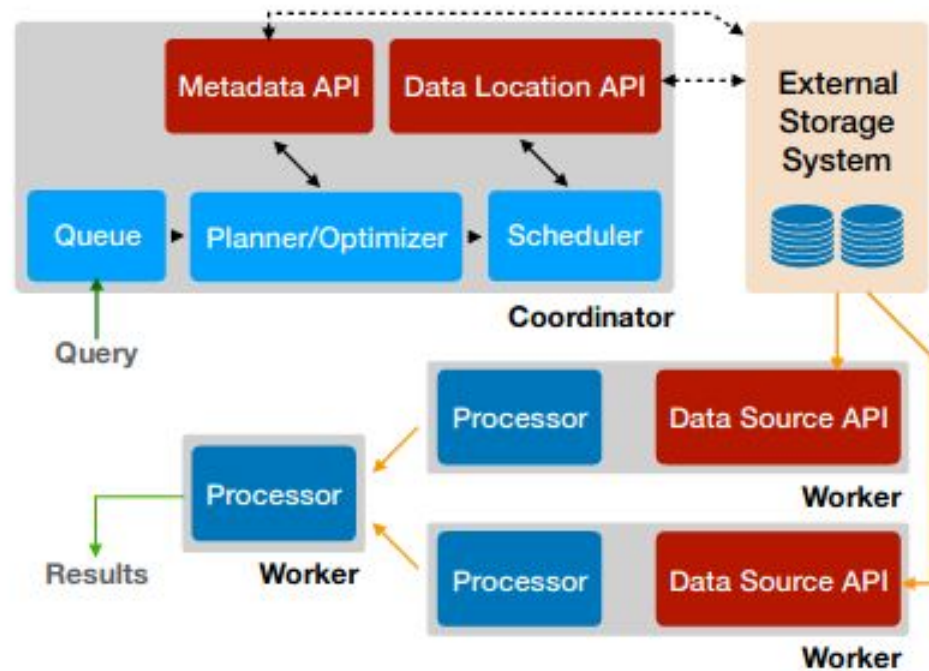 Metadata API
Data Location API
External
Storage
System
Queue
Planner/Optimizer
Scheduler
Coordinator
Query
Processor
Data Source API
Worker
Processor
Worker
Results
Processor
Data Source API
Worker